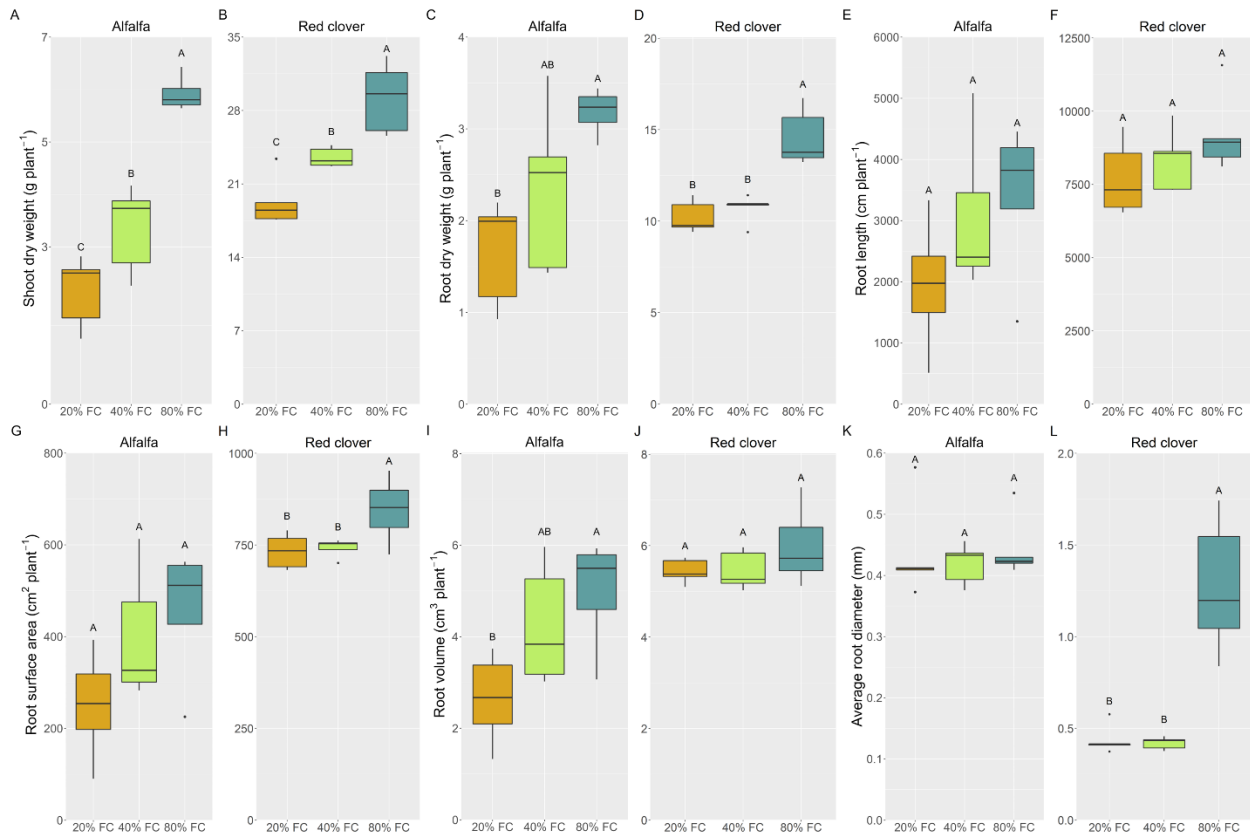 A
Alfalfa
Shoot dry weight (g plant⁻¹)
7
5
3
0
A
B
C
20% FC 40% FC 80% FC
B
Red clover
35
28
21
14
7
0
A
B
C
20% FC 40% FC 80% FC
C
Alfalfa
Root dry weight (g plant⁻¹)
4
3
2
1
0
AB
A
B
20% FC 40% FC 80% FC
D
Red clover
20
15
10
5
0
A
B
B
20% FC 40% FC 80% FC
E
Alfalfa
Root length (cm plant⁻¹)
6000
5000
4000
3000
2000
1000
0
A
A
A
20% FC 40% FC 80% FC
F
Red clover
12500
10000
7500
5000
2500
0
A
A
A
20% FC 40% FC 80% FC
G
Alfalfa
Root surface area (cm² plant⁻¹)
800
600
400
200
0
A
A
A
20% FC 40% FC 80% FC
H
Red clover
1000
750
500
250
0
A
B
B
20% FC 40% FC 80% FC
I
Alfalfa
Root volume (cm³ plant⁻¹)
8
6
4
2
0
AB
A
B
20% FC 40% FC 80% FC
J
Red clover
8
6
4
2
0
A
A
A
20% FC 40% FC 80% FC
K
Alfalfa
Average root diameter (mm)
0.6
0.5
0.4
0.3
0.2
0.1
0.0
A
A
A
20% FC 40% FC 80% FC
L
Red clover
2.0
1.5
1.0
0.5
0.0
A
B
B
20% FC 40% FC 80% FC